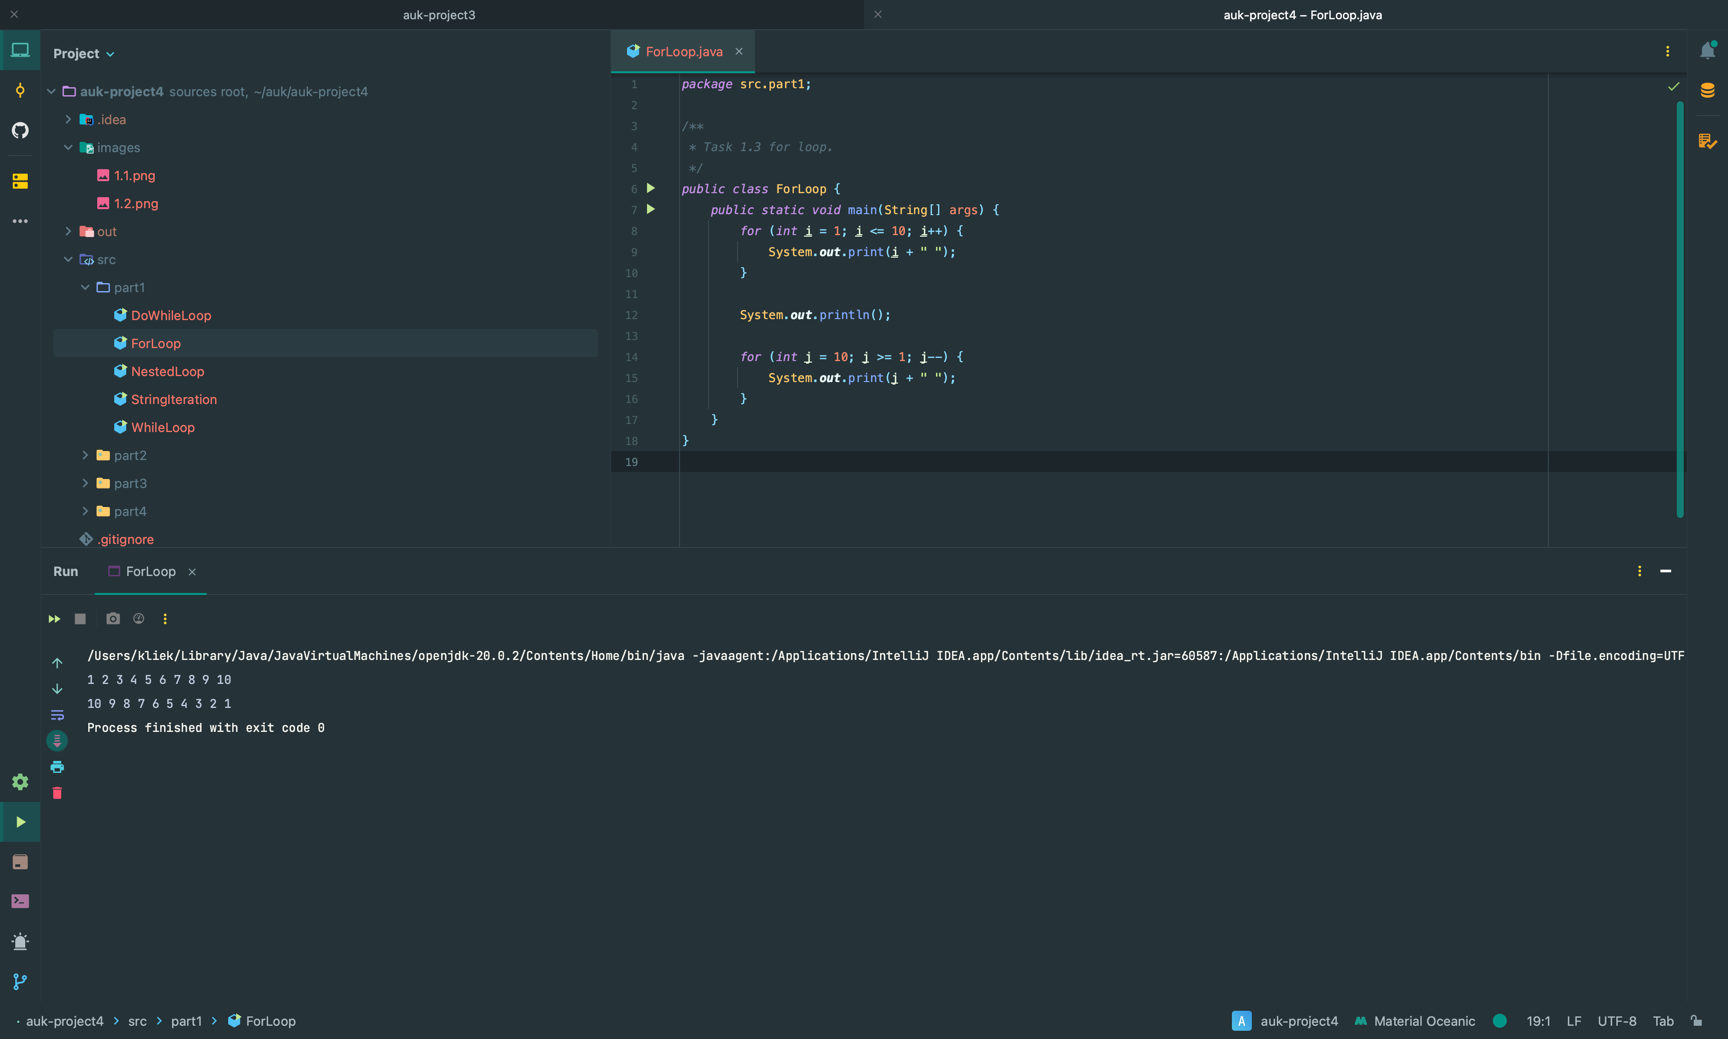 auk-project3
auk-project4 – ForLoop.java
Project
auk-project4 sources root, ~/auk/auk-project4
.idea
images
1.1.png
1.2.png
out
src
part1
DoWhileLoop
ForLoop
NestedLoop
StringIteration
WhileLoop
part2
part3
part4
.gitignore
ForLoop.java
1 package src.part1;
2
3 /**
4 * Task 1.3 for loop.
5 */
6 public class ForLoop {
7 public static void main(String[] args) {
8 for (int i = 1; i <= 10; i++) {
9 System.out.print(i + " ");
10 }
11
12 System.out.println();
13
14 for (int j = 10; j >= 1; j--) {
15 System.out.print(j + " ");
16 }
17 }
18 }
19
Run ForLoop
/Users/kliek/Library/Java/JavaVirtualMachines/openjdk-20.0.2/Contents/Home/bin/java -javaagent:/Applications/IntelliJ IDEA.app/Contents/lib/idea_rt.jar=60587:/Applications/IntelliJ IDEA.app/Contents/bin -Dfile.encoding=UTF
1 2 3 4 5 6 7 8 9 10
10 9 8 7 6 5 4 3 2 1
Process finished with exit code 0
auk-project4 > src > part1 > ForLoop
A auk-project4 Material Oceanic 19:1 LF UTF-8 Tab